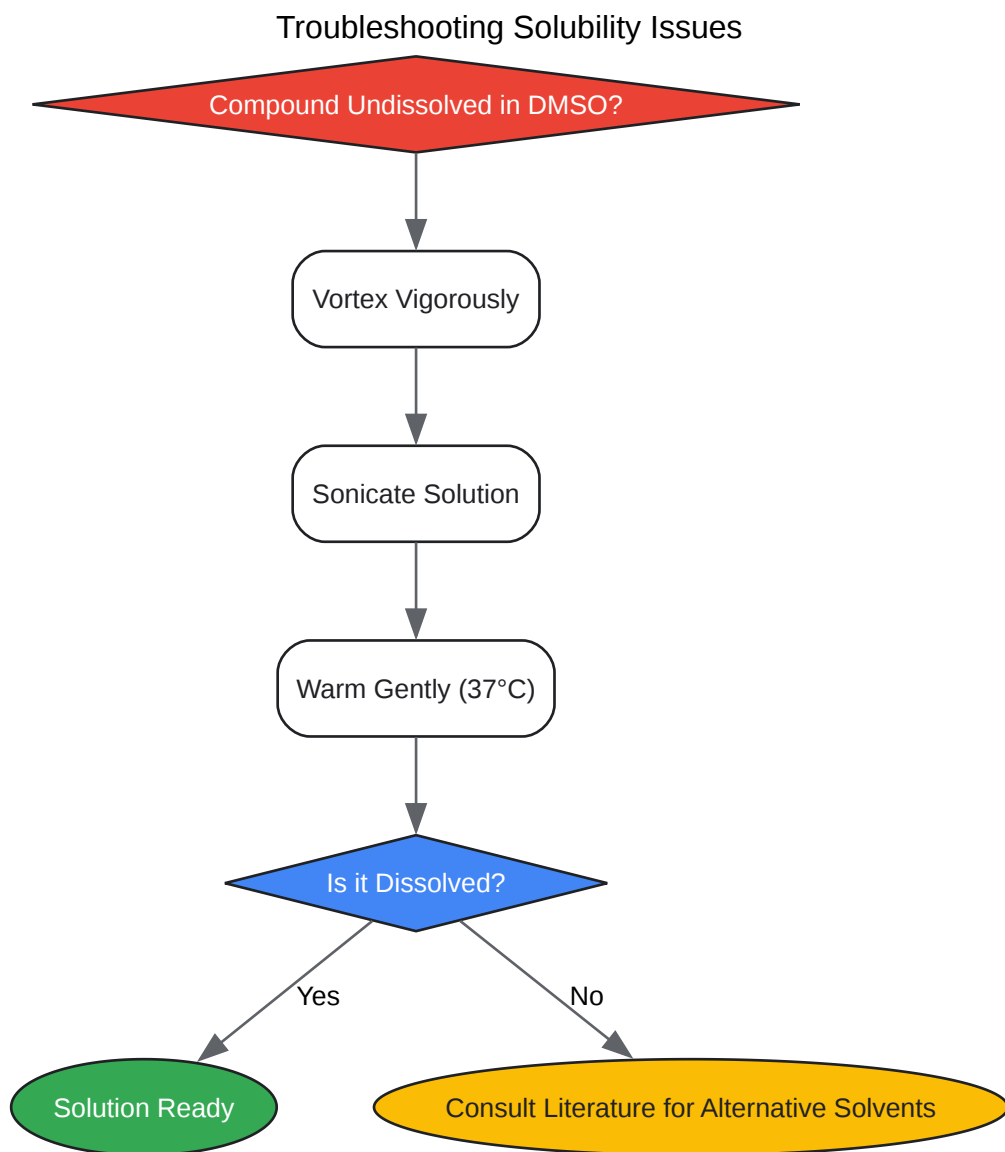 Troubleshooting Solubility Issues
Compound Undissolved in DMSO?
Vortex Vigorously
Sonicate Solution
Warm Gently (37°C)
Is it Dissolved?
Yes
No
Solution Ready
Consult Literature for Alternative Solvents